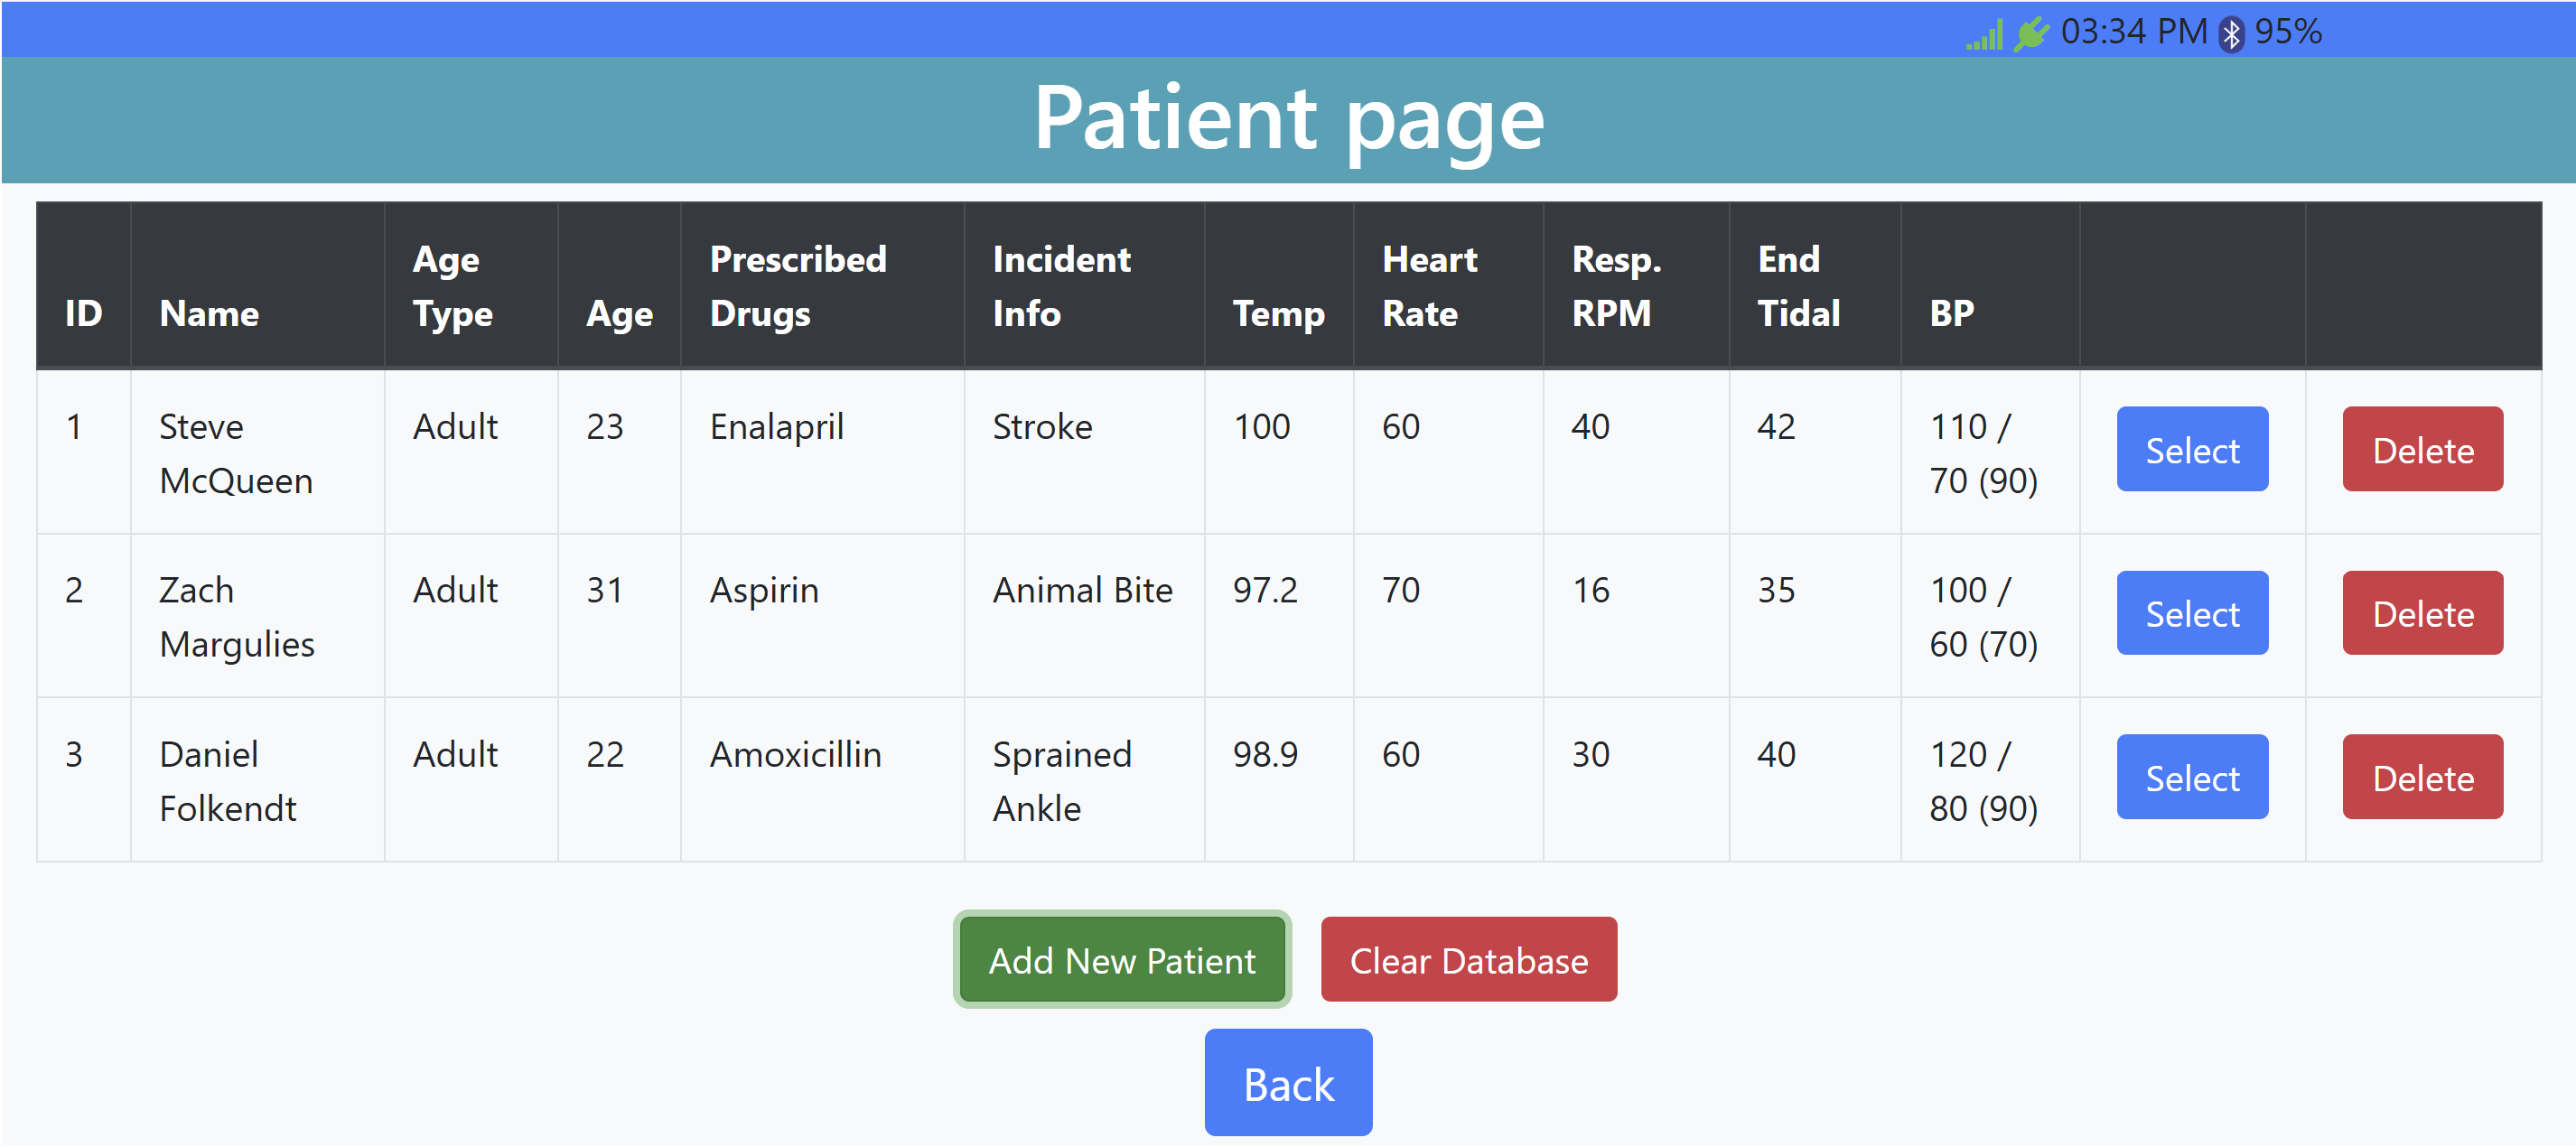 03:34 PM 95%
Patient page
ID Name Age Type Age Prescribed Drugs Incident Info Temp Heart Rate Resp. RPM End Tidal BP
1 Steve McQueen Adult 23 Enalapril Stroke 100 60 40 42 110 / 70 (90) Select Delete
2 Zach Margulies Adult 31 Aspirin Animal Bite 97.2 70 16 35 100 / 60 (70) Select Delete
3 Daniel Folkendt Adult 22 Amoxicillin Sprained Ankle 98.9 60 30 40 120 / 80 (90) Select Delete
Add New Patient Clear Database
Back